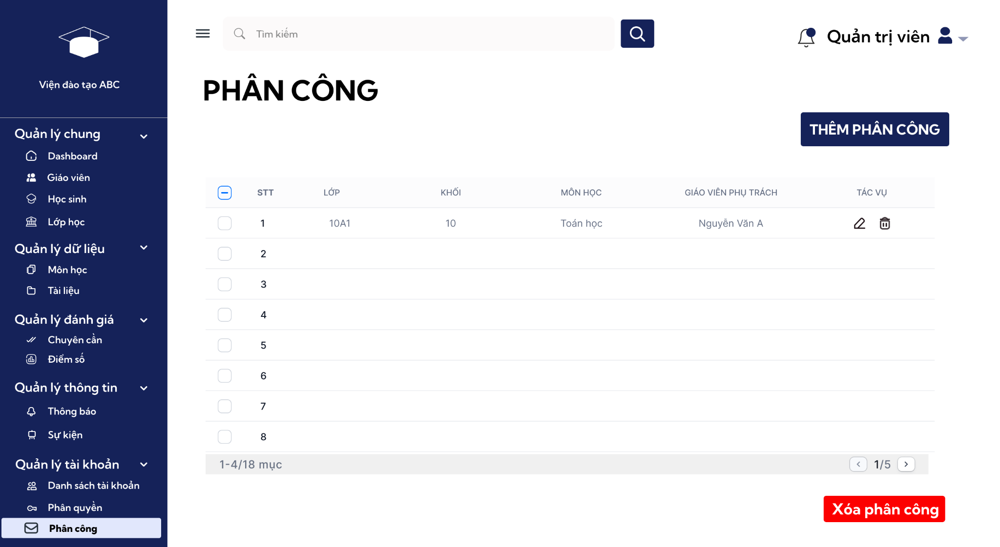 Viện đào tạo ABC
Quản lý chung
Dashboard
Giáo viên
Học sinh
Lớp học
Quản lý dữ liệu
Môn học
Tài liệu
Quản lý đánh giá
Chuyên cần
Điểm số
Quản lý thông tin
Thông báo
Sự kiện
Quản lý tài khoản
Danh sách tài khoản
Phân quyền
Phân công
Tìm kiếm
Quản trị viên
PHÂN CÔNG
THÊM PHÂN CÔNG
STT LỚP KHỐI MÔN HỌC GIÁO VIÊN PHỤ TRÁCH TÁC VỤ
1 10A1 10 Toán học Nguyễn Văn A
2
3
4
5
6
7
8
1-4/18 mục 1/5
Xóa phân công